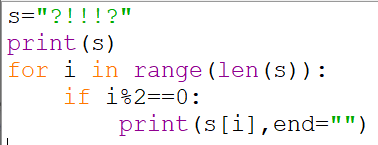 s="?!!!?"
print(s)
for i in range(len(s)):
    if i%2==0:
        print(s[i],end="")